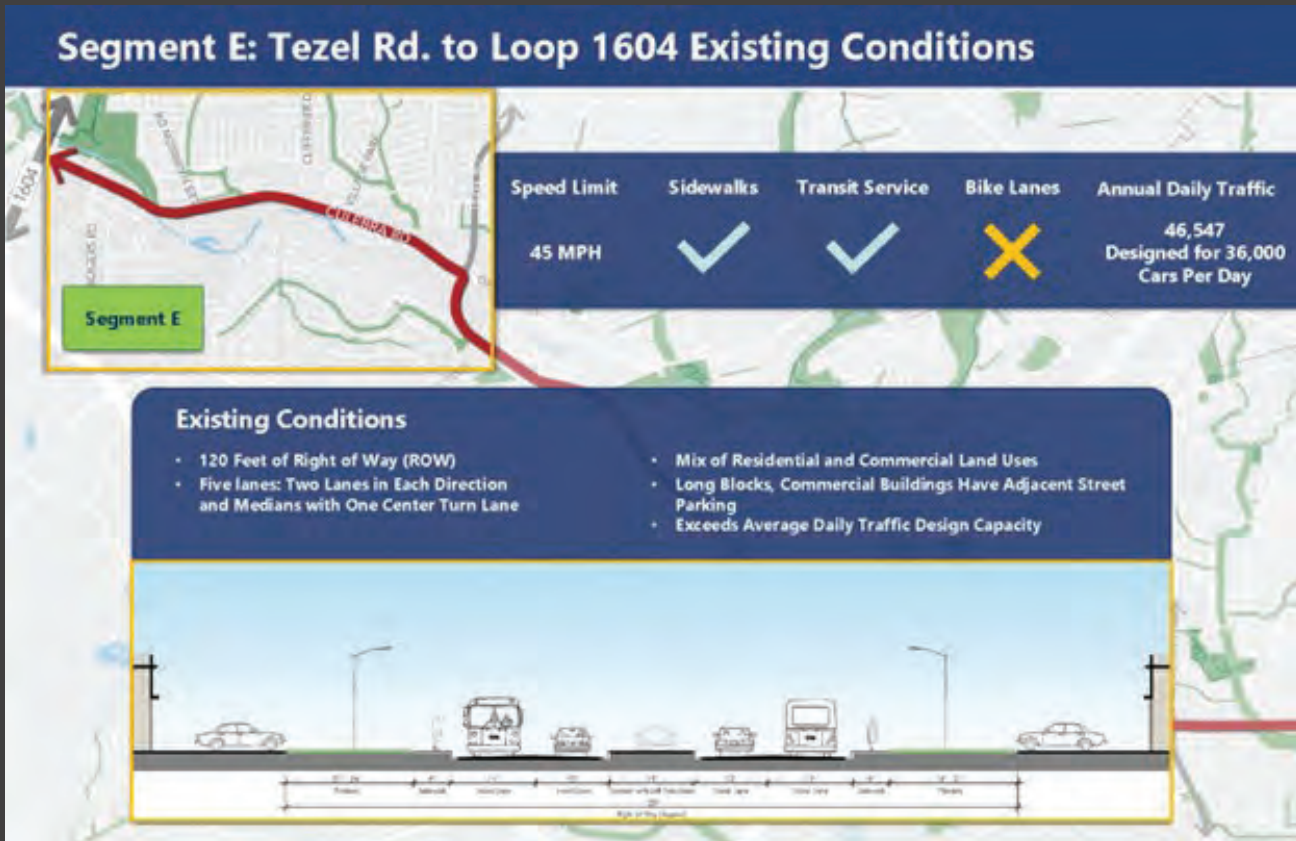 Segment E: Tezel Rd. to Loop 1604 Existing Conditions
1604
CULEBRA RD
Segment E
Speed Limit
45 MPH
Sidewalks
Transit Service
Bike Lanes
Annual Daily Traffic
46,547
Designed for 36,000
Cars Per Day
Existing Conditions
• 120 Feet of Right of Way (ROW)
• Five lanes: Two Lanes in Each Direction
and Medians with One Center Turn Lane
• Mix of Residential and Commercial Land Uses
• Long Blocks, Commercial Buildings Have Adjacent Street
Parking
• Exceeds Average Daily Traffic Design Capacity